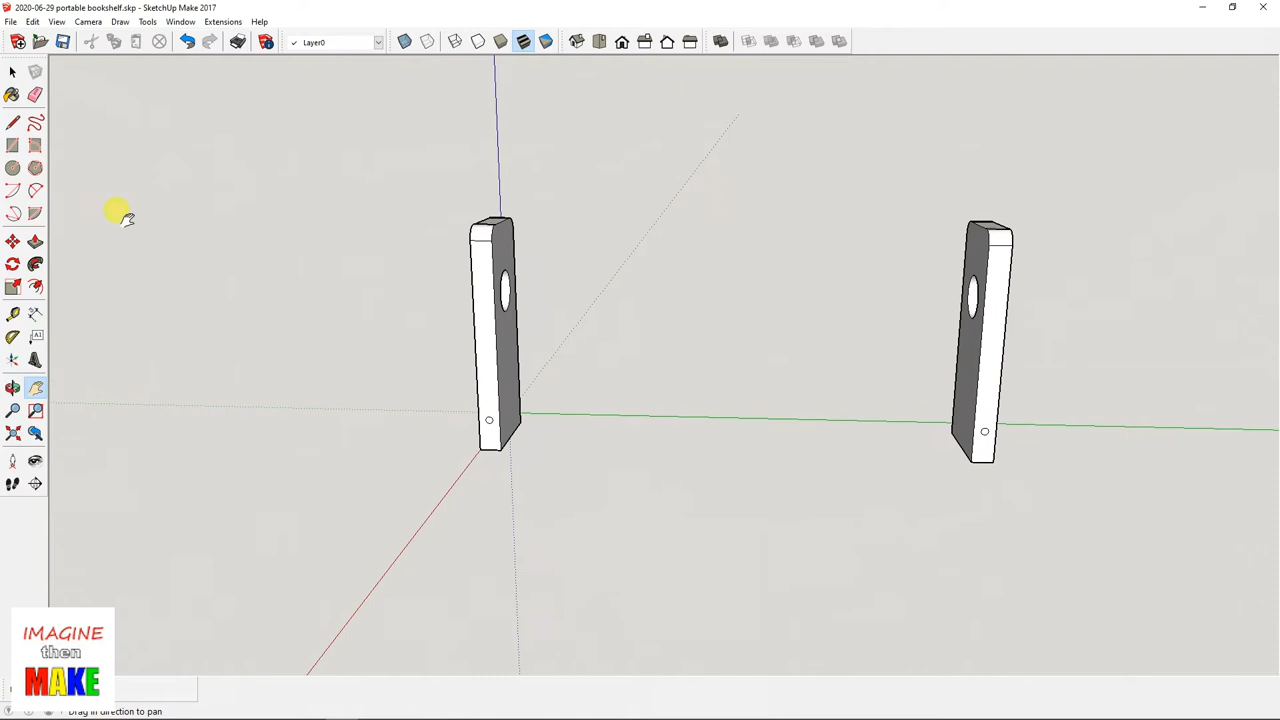 2020-06-29 portable bookshelf.skp - SketchUp Make 2017
File Edit View Camera Draw Tools Window Extensions Help
Layer0
A1
IMAGINE
then
MAKE
Drag in direction to pan